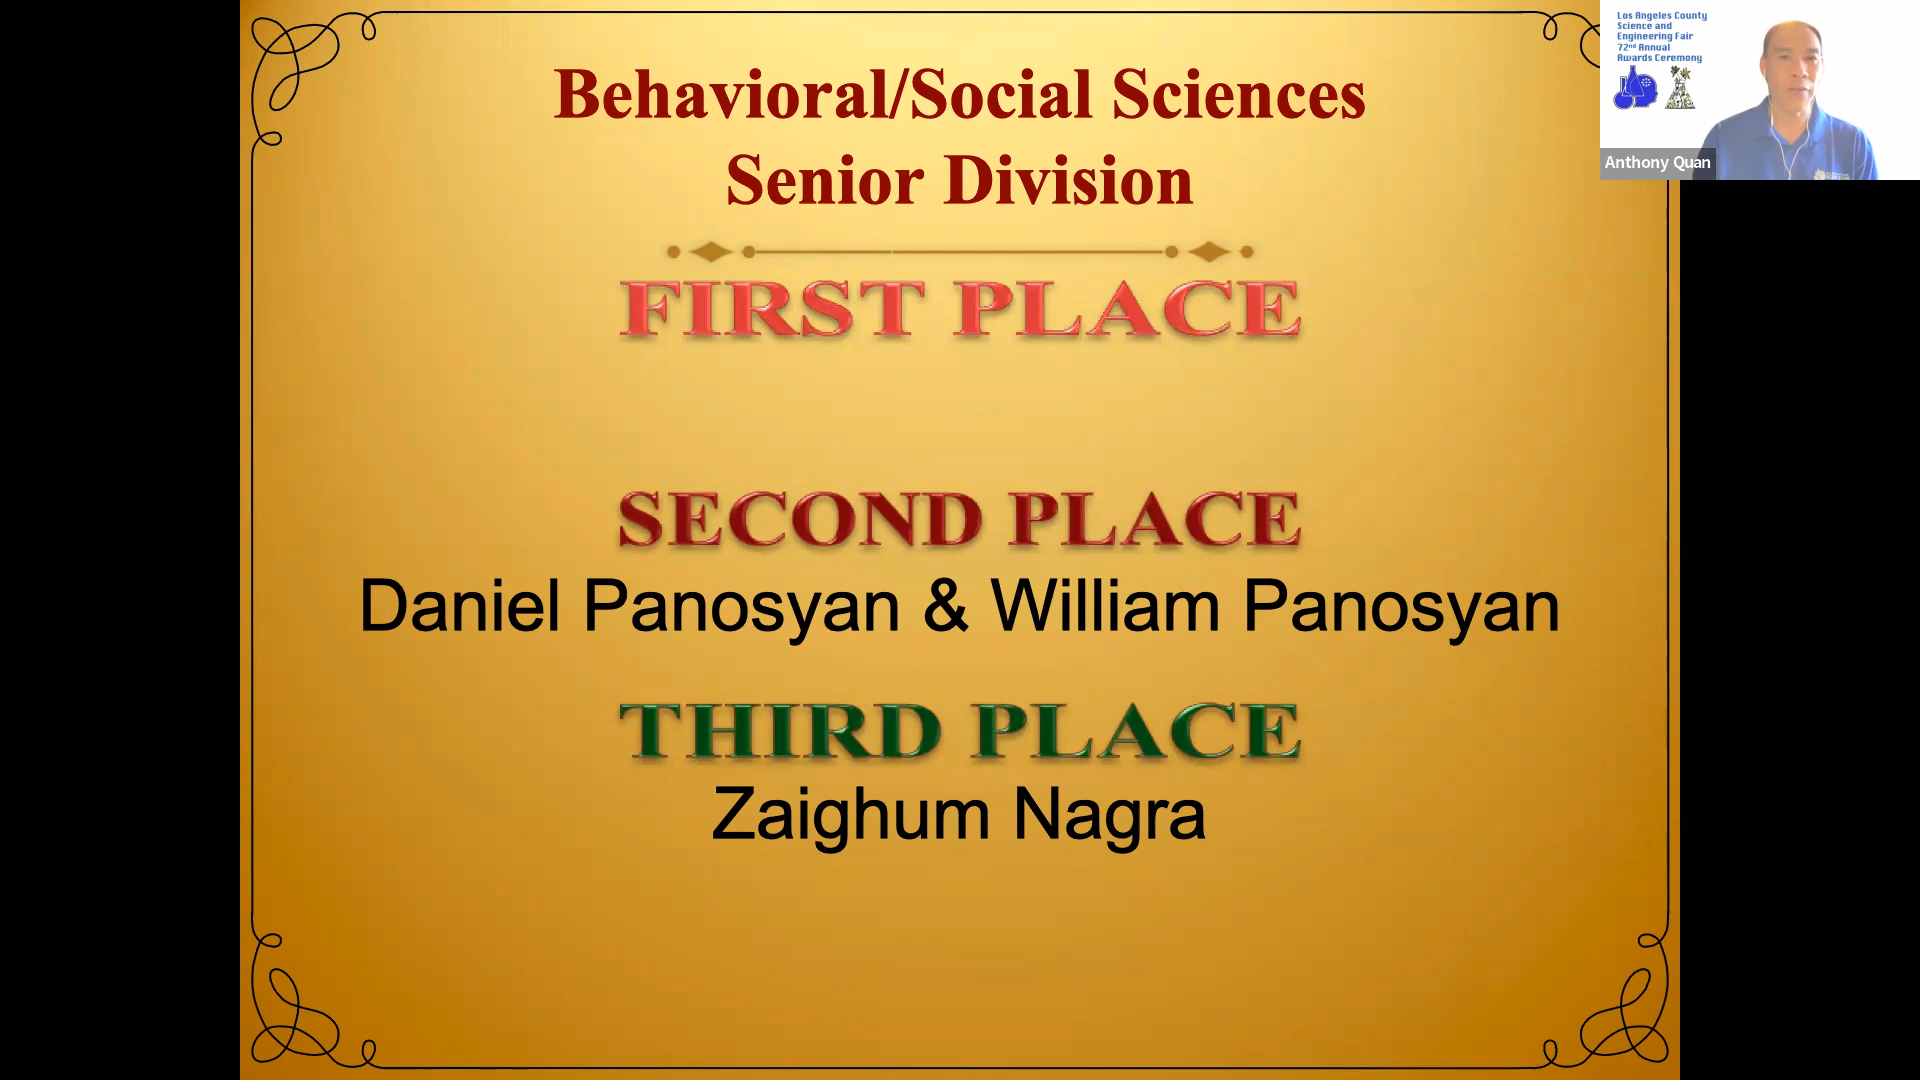 Behavioral/Social Sciences
Senior Division
FIRST PLACE
SECOND PLACE
Daniel Panosyan & William Panosyan
THIRD PLACE
Zaighum Nagra
Los Angeles County
Science and
Engineering Fair
72nd Annual
Awards Ceremony
Anthony Quan